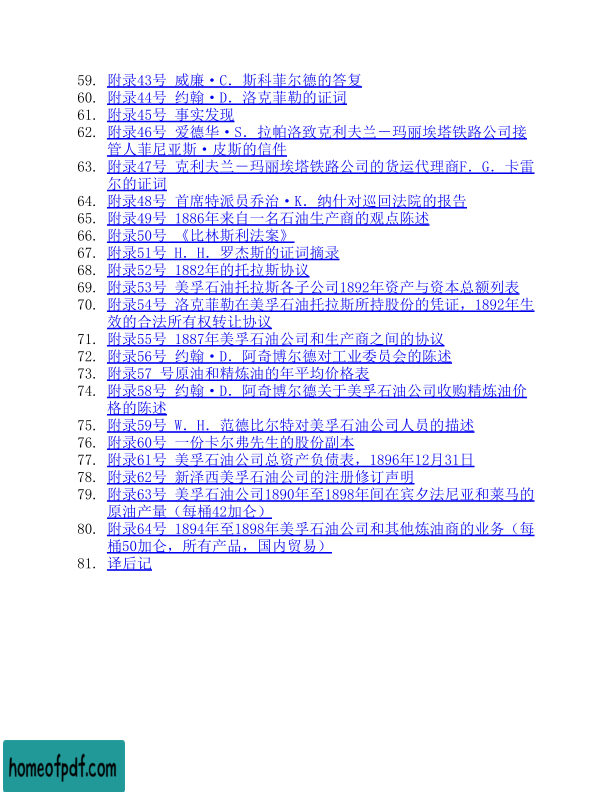 59. 附录43号 威廉·C. 斯科菲尔德的答复
60. 附录44号 约翰·D. 洛克菲勒的证词
61. 附录45号 事实发现
62. 附录46号 爱德华·S. 拉帕洛致克利夫兰－玛丽埃塔铁路公司接
管人菲尼亚斯·皮斯的信件
63. 附录47号 克利夫兰－玛丽埃塔铁路公司的货运代理商F. G. 卡雷
尔的证词
64. 附录48号 首席特派员乔治·K. 纳什对巡回法院的报告
65. 附录49号 1886年来自一名石油生产商的观点陈述
66. 附录50号 《比林斯利法案》
67. 附录51号 H. H. 罗杰斯的证词摘录
68. 附录52号 1882年的托拉斯协议
69. 附录53号 美孚石油托拉斯各子公司1892年资产与资本总额列表
70. 附录54号 洛克菲勒在美孚石油托拉斯所持股份的凭证，1892年生
效的合法所有权转让协议
71. 附录55号 1887年美孚石油公司和生产商之间的协议
72. 附录56号 约翰·D. 阿奇博尔德对工业委员会的陈述
73. 附录57 号原油和精炼油的年平均价格表
74. 附录58号 约翰·D. 阿奇博尔德关于美孚石油公司收购精炼油价
格的陈述
75. 附录59号 W. H. 范德比尔特对美孚石油公司人员的描述
76. 附录60号 一份卡尔弗先生的股份副本
77. 附录61号 美孚石油公司总资产负债表，1896年12月31日
78. 附录62号 新泽西美孚石油公司的注册修订声明
79. 附录63号 美孚石油公司1890年至1898年间在宾夕法尼亚和莱马的
原油产量（每桶42加仑）
80. 附录64号 1894年至1898年美孚石油公司和其他炼油商的业务（每
桶50加仑，所有产品，国内贸易）
81. 译后记
homeofpdf.com